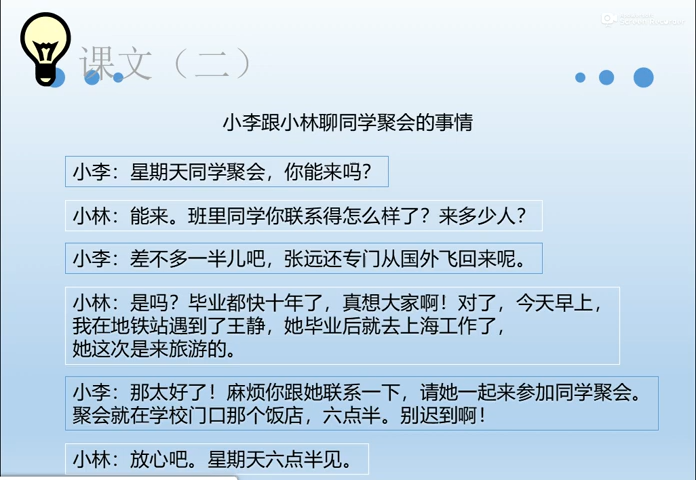 课文（二）
小李跟小林聊同学聚会的事情
小李：星期天同学聚会，你能来吗？
小林：能来。班里同学你联系得怎么样了？来多少人？
小李：差不多一半儿吧，张远还专门从国外飞回来呢。
小林：是吗？毕业都快十年了，真想大家啊！对了，今天早上，
我在地铁站遇到了王静，她毕业后就去上海工作了，
她这次是来旅游的。
小李：那太好了！麻烦你跟她联系一下，请她一起来参加同学聚会。
聚会就在学校门口那个饭店，六点半。别迟到啊！
小林：放心吧。星期天六点半见。